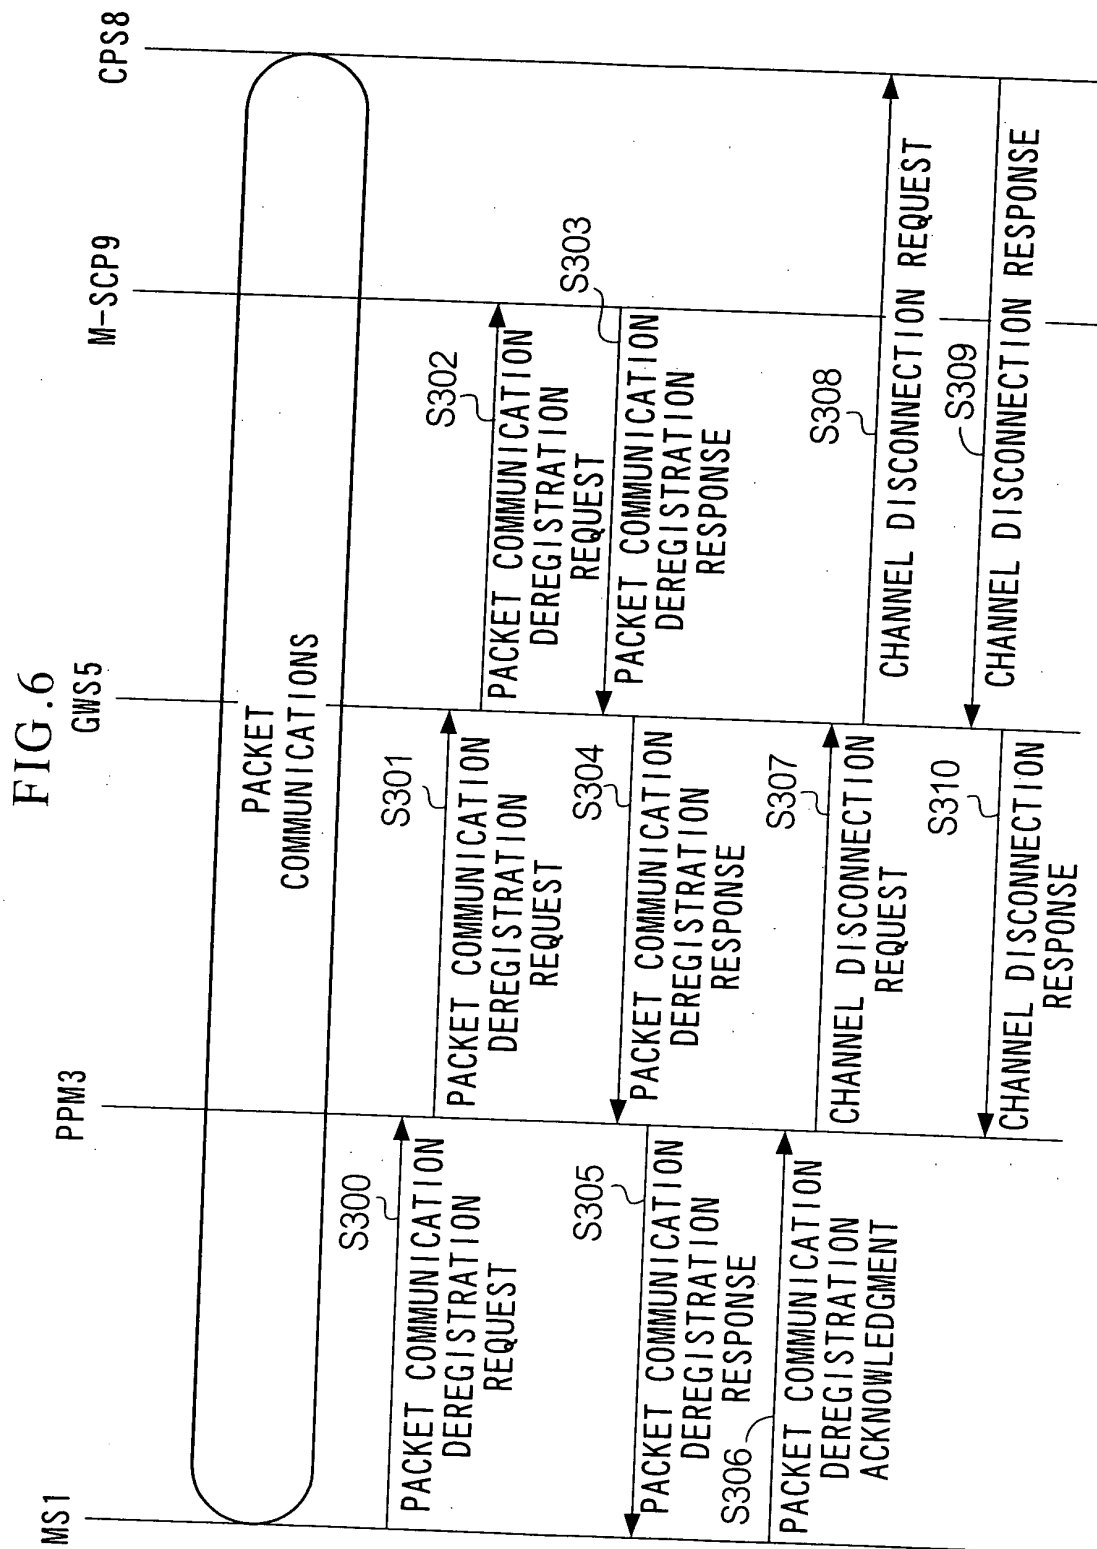 FIG.6
MS1
PPM3
GWS5
M-SCP9
CPS8
PACKET
COMMUNICATIONS
S300
PACKET COMMUNICATION
DEREGISTRATION
REQUEST
S301
PACKET COMMUNICATION
DEREGISTRATION
REQUEST
S302
PACKET COMMUNICATION
DEREGISTRATION
REQUEST
S303
PACKET COMMUNICATION
DEREGISTRATION
RESPONSE
S304
PACKET COMMUNICATION
DEREGISTRATION
RESPONSE
S305
PACKET COMMUNICATION
DEREGISTRATION
RESPONSE
S306
PACKET COMMUNICATION
DEREGISTRATION
ACKNOWLEDGMENT
S307
CHANNEL DISCONNECTION
REQUEST
S308
CHANNEL DISCONNECTION REQUEST
S309
CHANNEL DISCONNECTION RESPONSE
S310
CHANNEL DISCONNECTION
RESPONSE